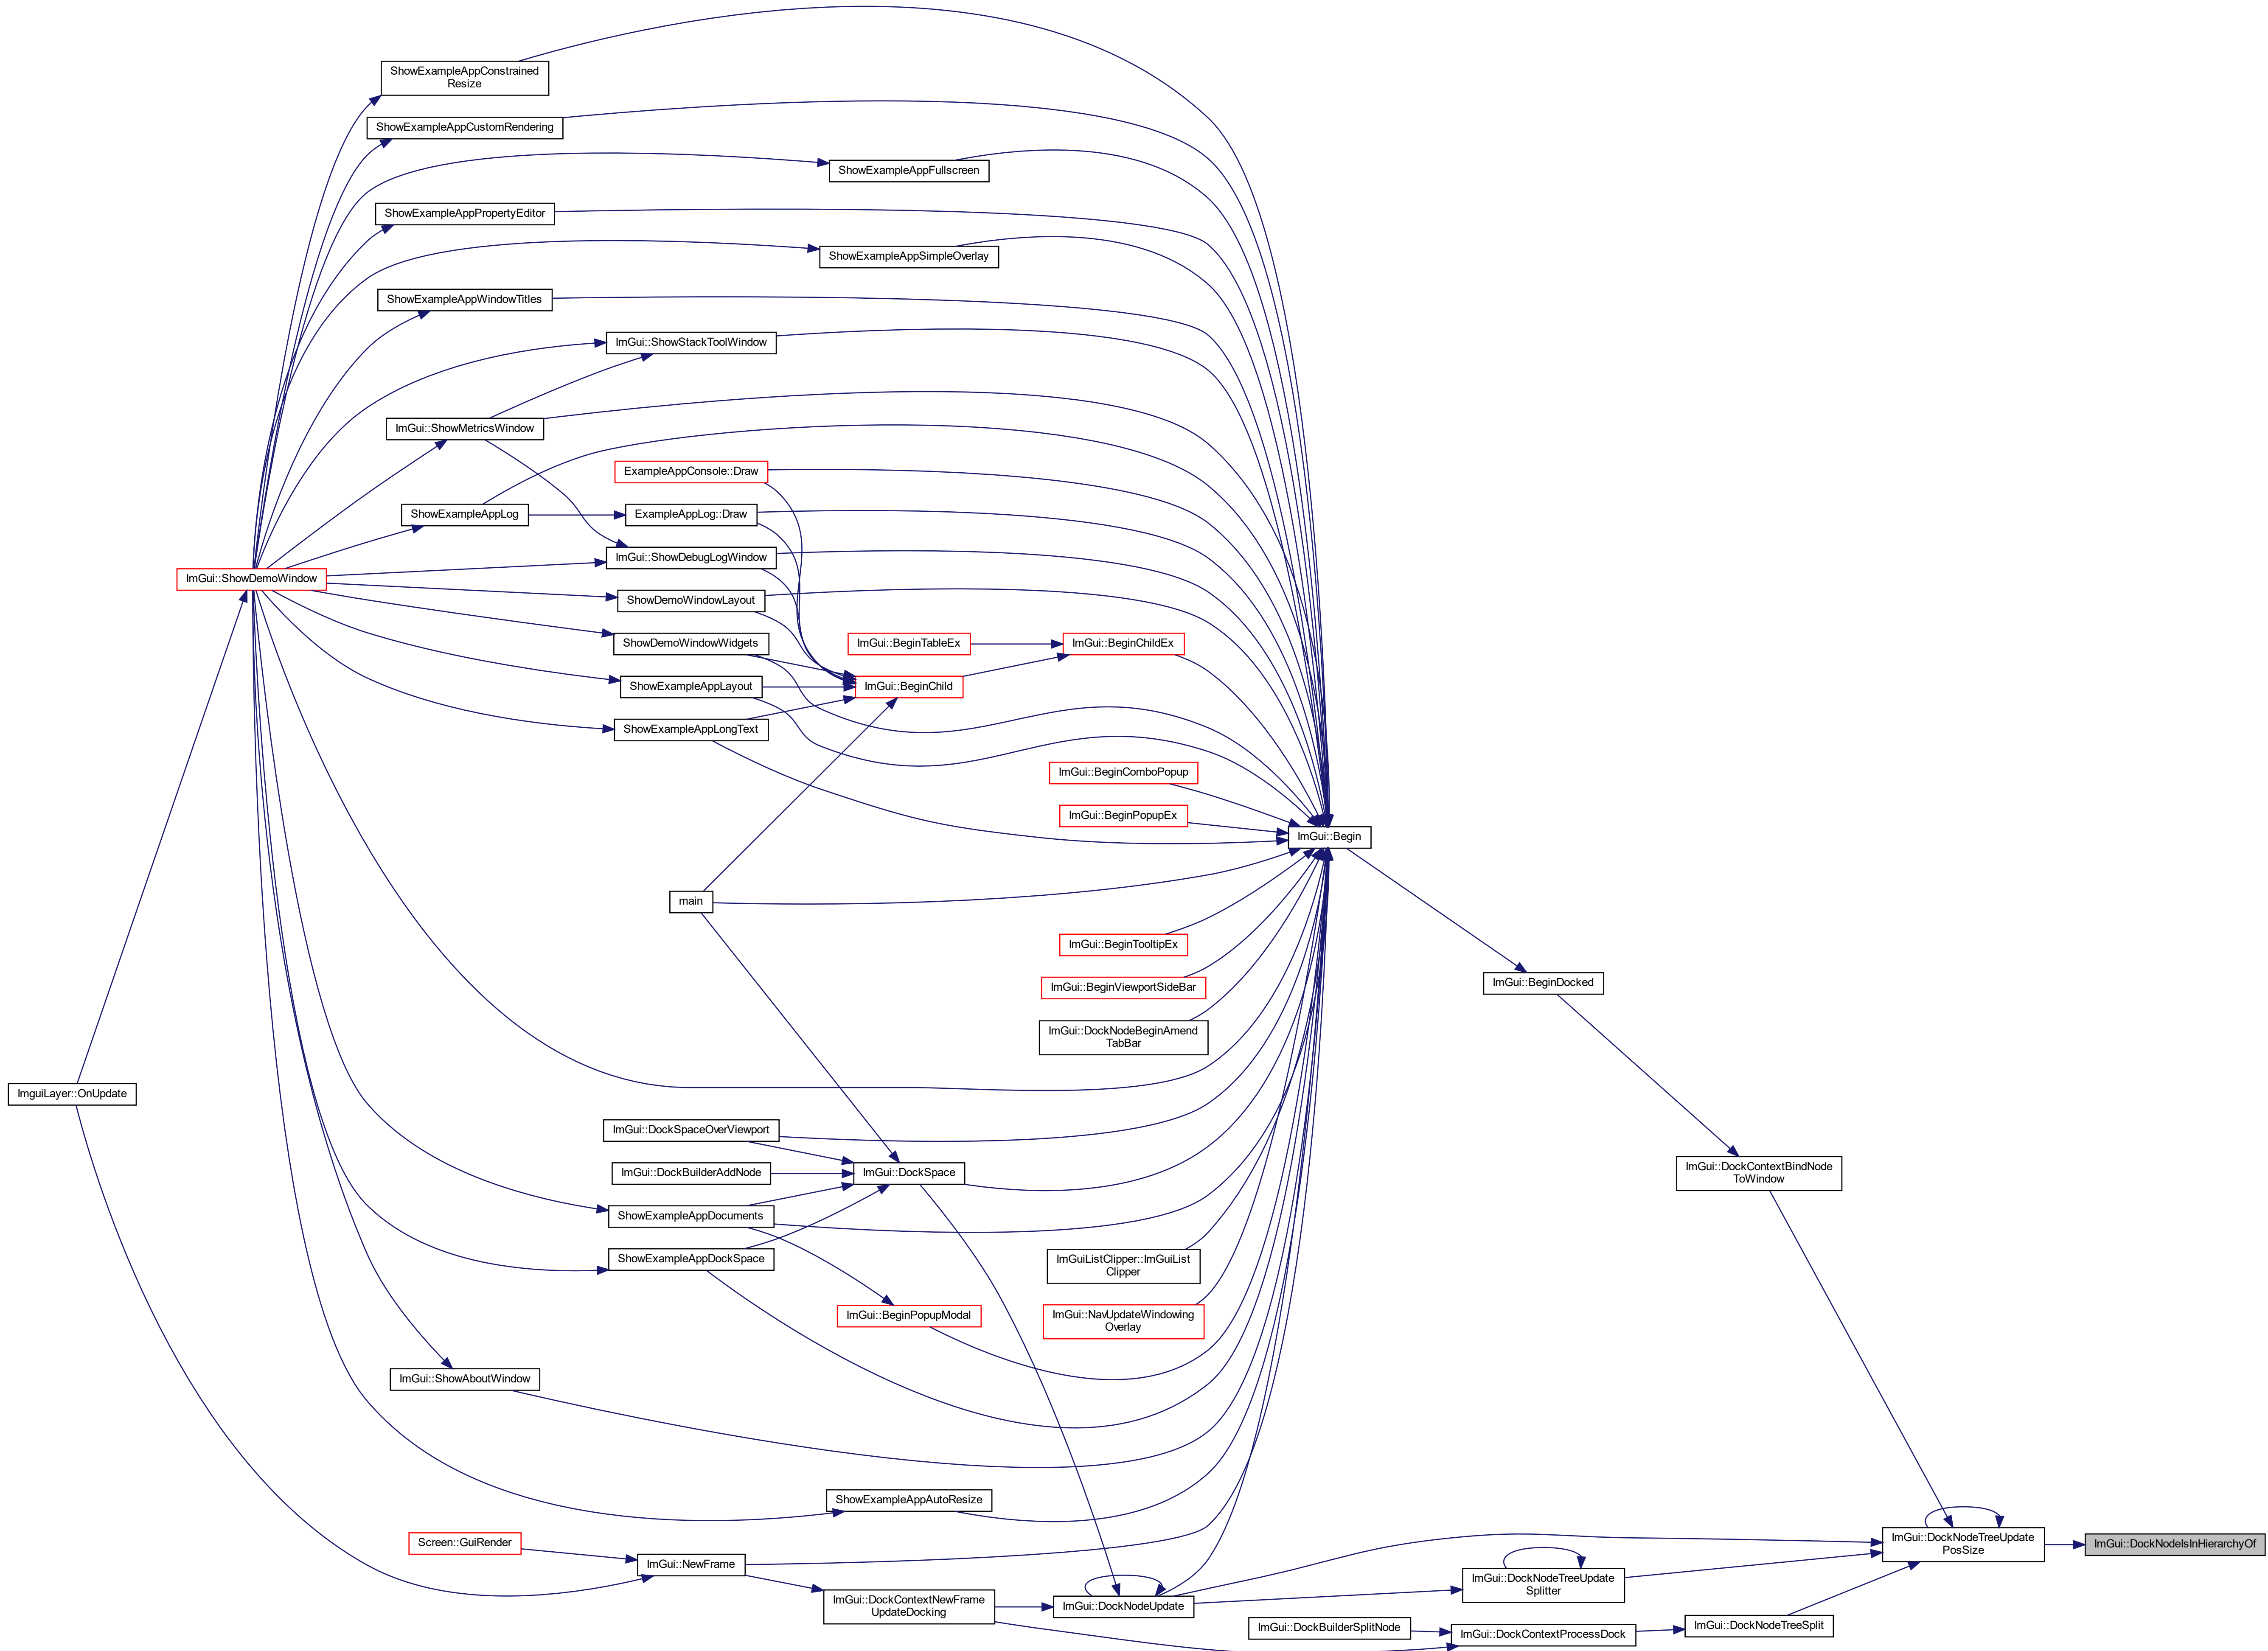 ShowExampleAppConstrained
Resize
ShowExampleAppCustomRendering
ShowExampleAppFullscreen
ShowExampleAppPropertyEditor
ShowExampleAppSimpleOverlay
ShowExampleAppWindowTitles
ImGui::ShowStackToolWindow
ImGui::ShowMetricsWindow
ExampleAppConsole::Draw
ShowExampleAppLog
ExampleAppLog::Draw
ImGui::ShowDebugLogWindow
ImGui::ShowDemoWindow
ShowDemoWindowLayout
ShowDemoWindowWidgets
ImGui::BeginTableEx
ImGui::BeginChildEx
ShowExampleAppLayout
ImGui::BeginChild
ShowExampleAppLongText
ImGui::BeginComboPopup
ImGui::BeginPopupEx
ImGui::Begin
main
ImGui::BeginTooltipEx
ImGui::BeginViewportSideBar
ImGui::BeginDocked
ImGui::DockNodeBeginAmend
TabBar
ImguiLayer::OnUpdate
ImGui::DockSpaceOverViewport
ImGui::DockBuilderAddNode
ImGui::DockSpace
ImGui::DockContextBindNode
ToWindow
ShowExampleAppDocuments
ShowExampleAppDockSpace
ImGuiListClipper::ImGuiList
Clipper
ImGui::BeginPopupModal
ImGui::NavUpdateWindowing
Overlay
ImGui::ShowAboutWindow
ShowExampleAppAutoResize
Screen::GuiRender
ImGui::NewFrame
ImGui::DockNodeTreeUpdate
PosSize
ImGui::DockNodeIsInHierarchyOf
ImGui::DockNodeTreeUpdate
Splitter
ImGui::DockContextNewFrame
UpdateDocking
ImGui::DockNodeUpdate
ImGui::DockBuilderSplitNode
ImGui::DockContextProcessDock
ImGui::DockNodeTreeSplit